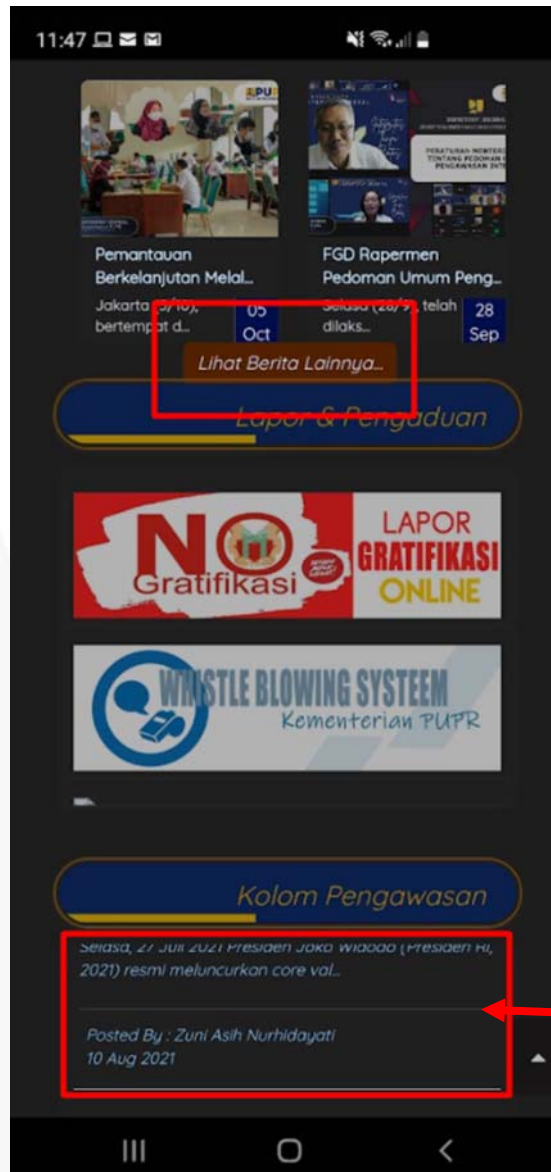 11:47
Pemantauan
Berkelanjutan Melal...
Jakarta (5/10),
bertempat d...
05
Oct
PERATURAN MENTERI
FGD Rapermen
Pedoman Umum Peng...
Selasa (28/9), telah
dilaks...
28
Sep
Lihat Berita Lainnya...
Lapor & Pengaduan
NO
Gratifikasi
LAPOR
GRATIFIKASI
ONLINE
WHISTLE BLOWING SYSTEEM
Kementerian PUPR
Kolom Pengawasan
Selasa, 27 Juli 2021 Presiden Joko Widodo (Presiden RI,
2021) resmi meluncurkan core val...
Posted By : Zuni Asih Nurhidayati
10 Aug 2021